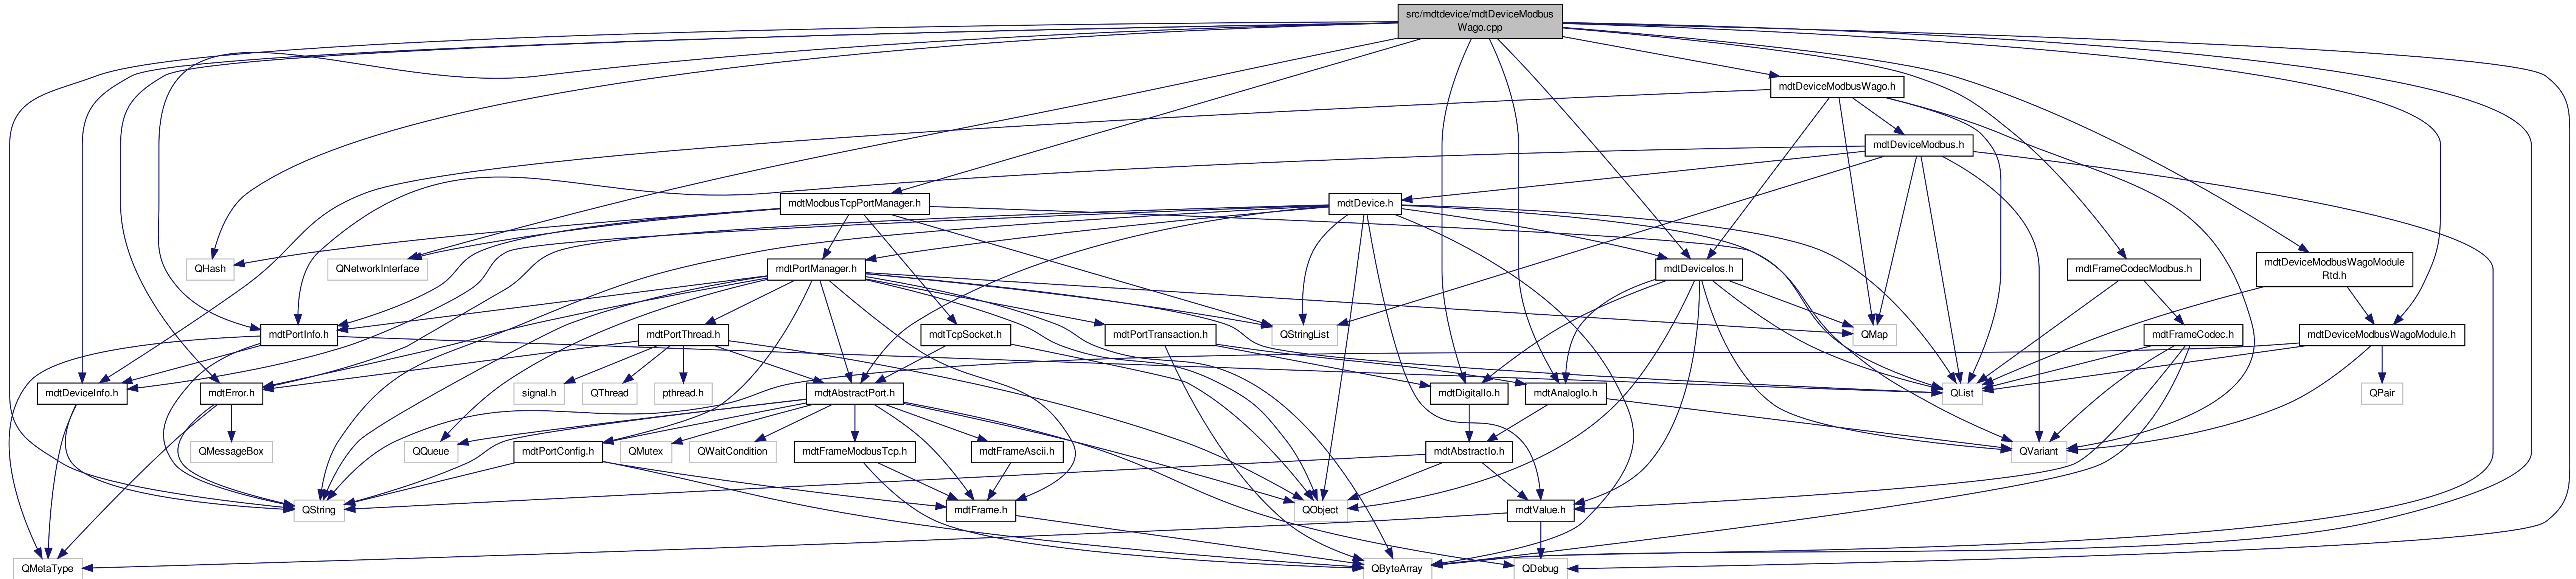 src/mdtdevice/mdtDeviceModbus
Wago.cpp
mdtDeviceModbusWago.h
mdtDeviceModbus.h
mdtModbusTcpPortManager.h
mdtDevice.h
QHash
QNetworkInterface
mdtPortManager.h
mdtDeviceIos.h
mdtFrameCodecModbus.h
mdtDeviceModbusWagoModule
Rtd.h
mdtPortInfo.h
mdtPortThread.h
mdtTcpSocket.h
mdtPortTransaction.h
QStringList
QMap
mdtFrameCodec.h
mdtDeviceModbusWagoModule.h
mdtDeviceInfo.h
mdtError.h
signal.h
QThread
pthread.h
mdtAbstractPort.h
mdtDigitalIo.h
mdtAnalogIo.h
QList
QPair
QMessageBox
QQueue
mdtPortConfig.h
QMutex
QWaitCondition
mdtFrameModbusTcp.h
mdtFrameAscii.h
mdtAbstractIo.h
QVariant
QString
mdtFrame.h
QObject
mdtValue.h
QMetaType
QByteArray
QDebug